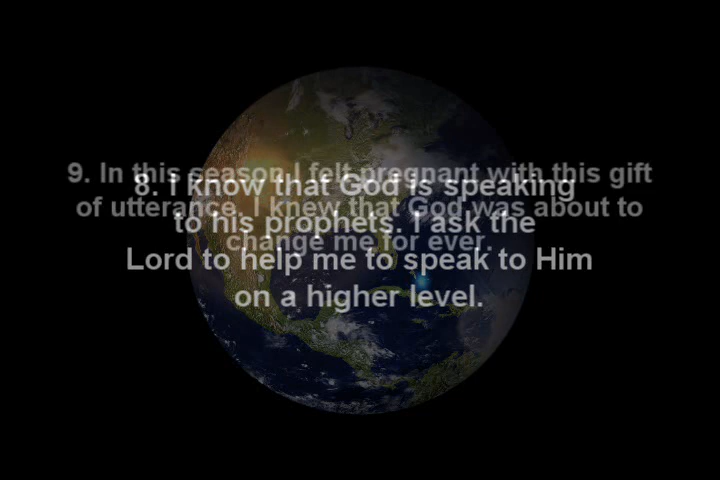 8. I know that God is speaking
to his prophets. I ask the
Lord to help me to speak to Him
on a higher level.
9. In this season I felt pregnant with this gift
of utterance. I knew that God was about to
change me for ever.